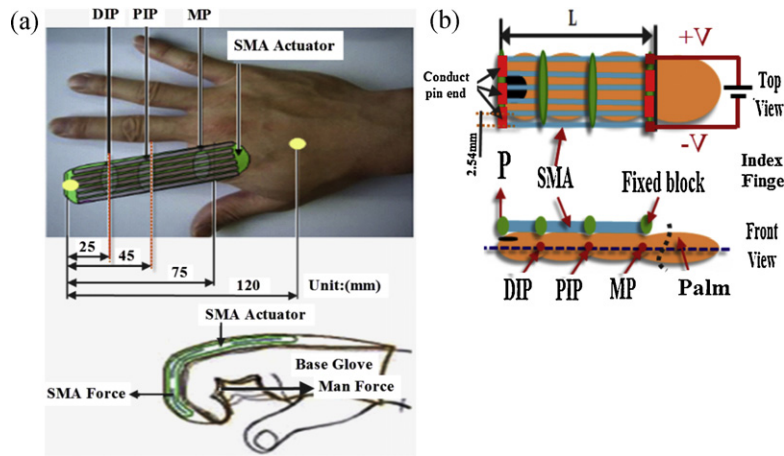 (a)
DIP PIP MP
SMA Actuator
25
45
75
120 Unit:(mm)
SMA Actuator
Base Glove
Man Force
SMA Force
(b)
L
+V
Conduct
pin end
Top
View
-V
2.54mm
P
SMA
Fixed block
Index
Finge
Front
View
DIP PIP MP Palm